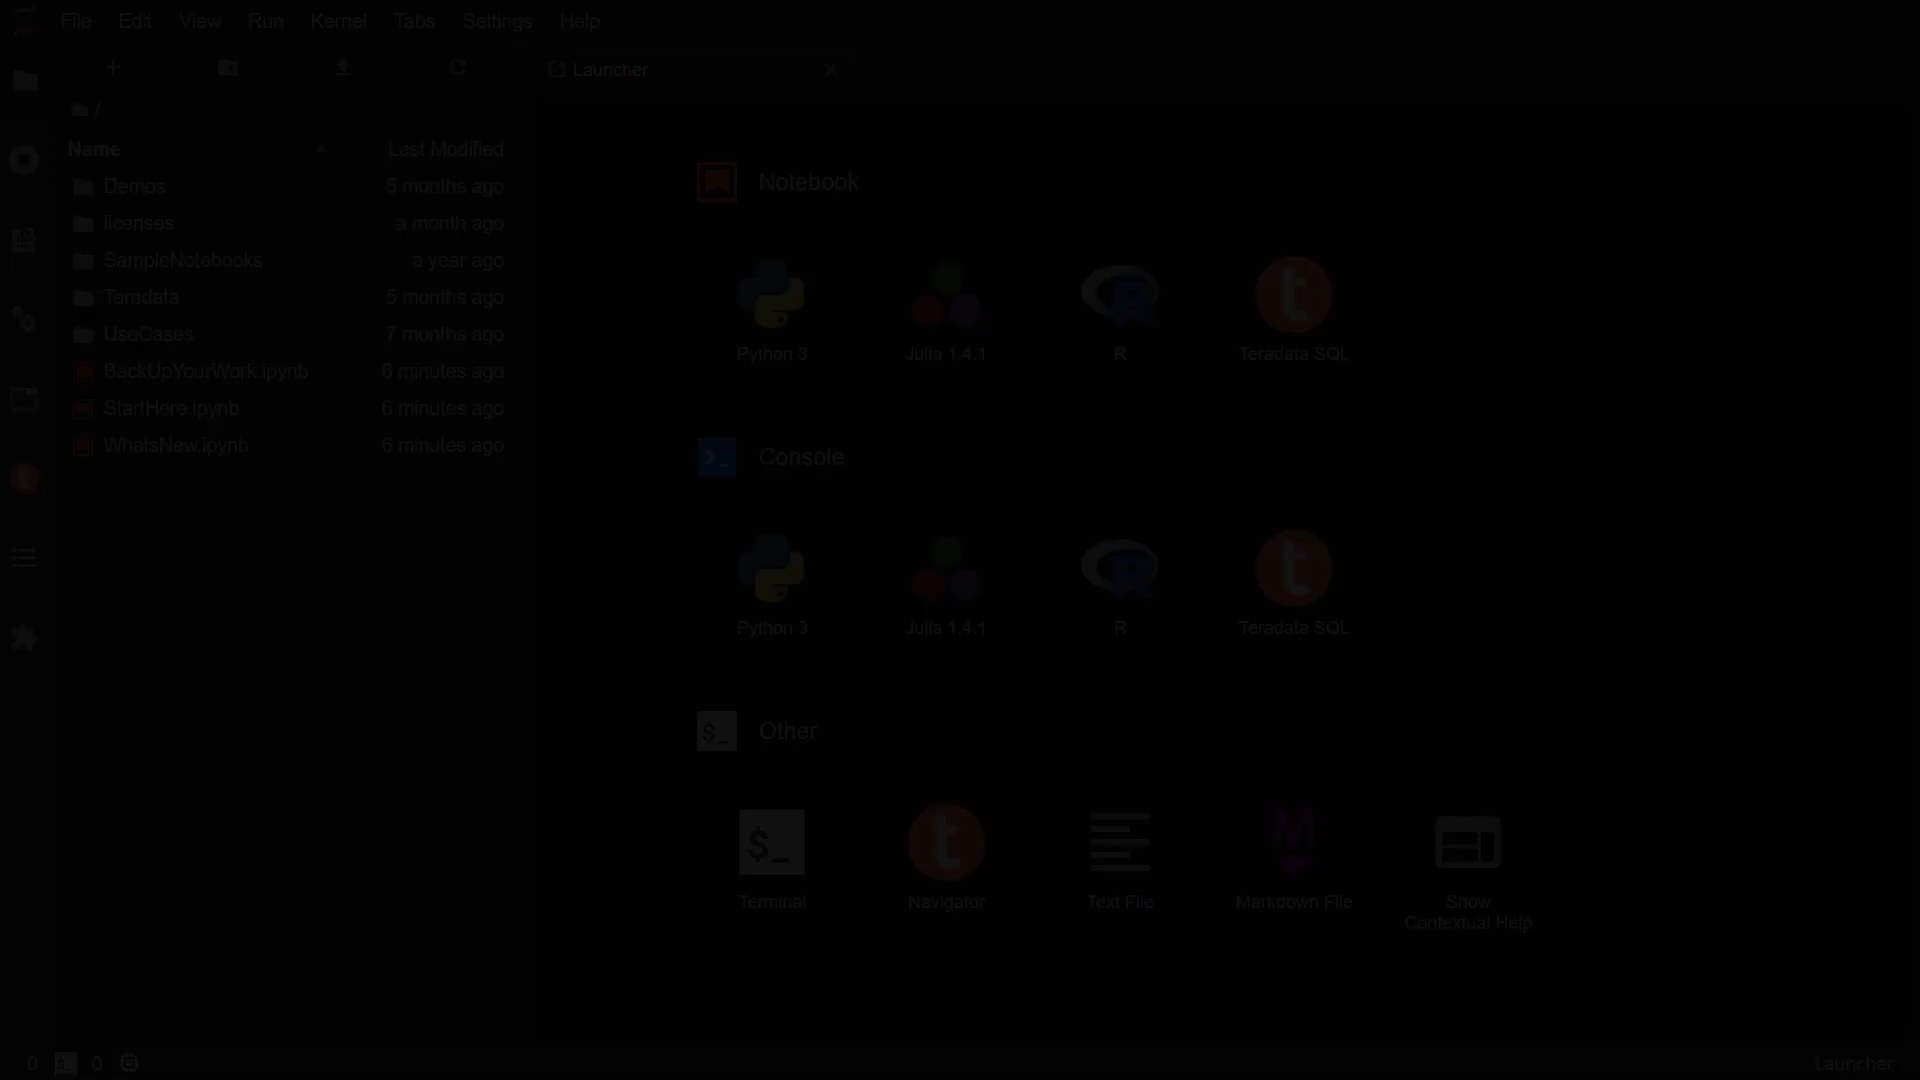 File Edit View Run Kernel Tabs Settings Help
Launcher
/
Name Last Modified
Demos 5 months ago
licenses a month ago
SampleNotebooks a year ago
Teradata 5 months ago
UseCases 7 months ago
BackUpYourWork.ipynb 6 minutes ago
StartHere.ipynb 6 minutes ago
WhatsNew.ipynb 6 minutes ago
Notebook
Python 3 Julia 1.4.1 R Teradata SQL
Console
Python 3 Julia 1.4.1 R Teradata SQL
$_ Other
$_
Terminal Navigator Text File Markdown File Show
Contextual Help
0 0 Launcher